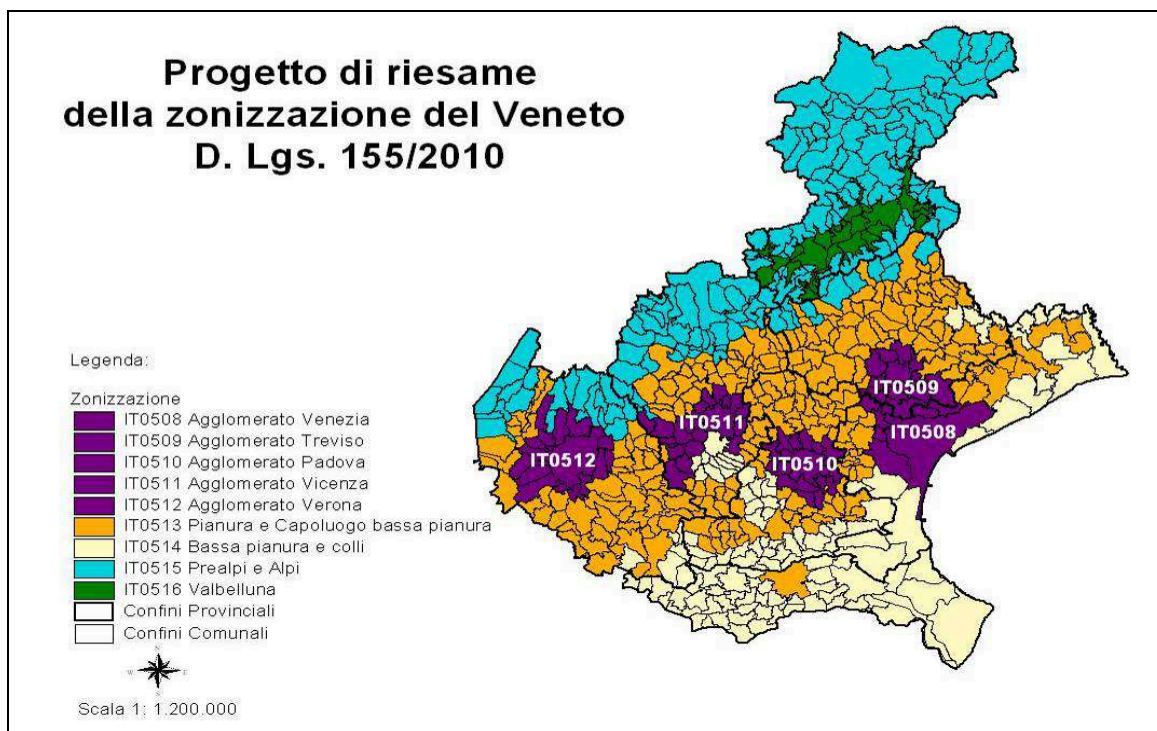 Progetto di riesame
della zonizzazione del Veneto
D. Lgs. 155/2010
IT0509
IT0511
IT0508
IT0512
IT0510
Legenda:
Zonizzazione
IT0508 Agglomerato Venezia
IT0509 Agglomerato Treviso
IT0510 Agglomerato Padova
IT0511 Agglomerato Vicenza
IT0512 Agglomerato Verona
IT0513 Pianura e Capoluogo bassa pianura
IT0514 Bassa pianura e colli
IT0515 Prealpi e Alpi
IT0516 Valbelluna
Confini Provinciali
Confini Comunali
N
W E
S
Scala 1: 1.200.000